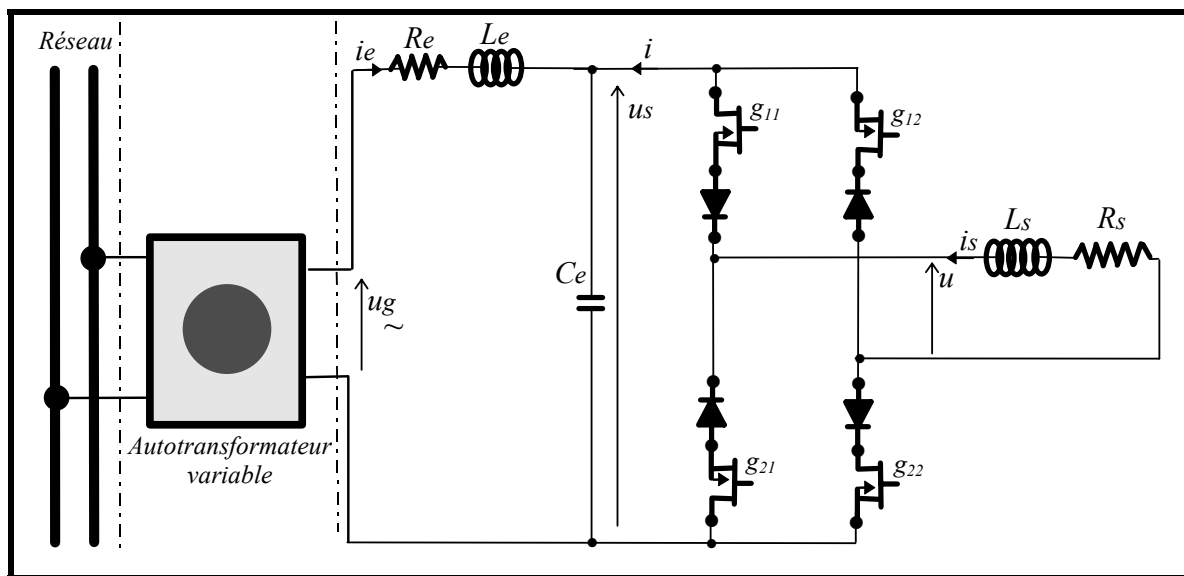 Réseau
ie
Re
Le
i
us
g11
g12
Ls
Rs
is
u
Ce
ug
~
Autotransformateur
variable
g21
g22